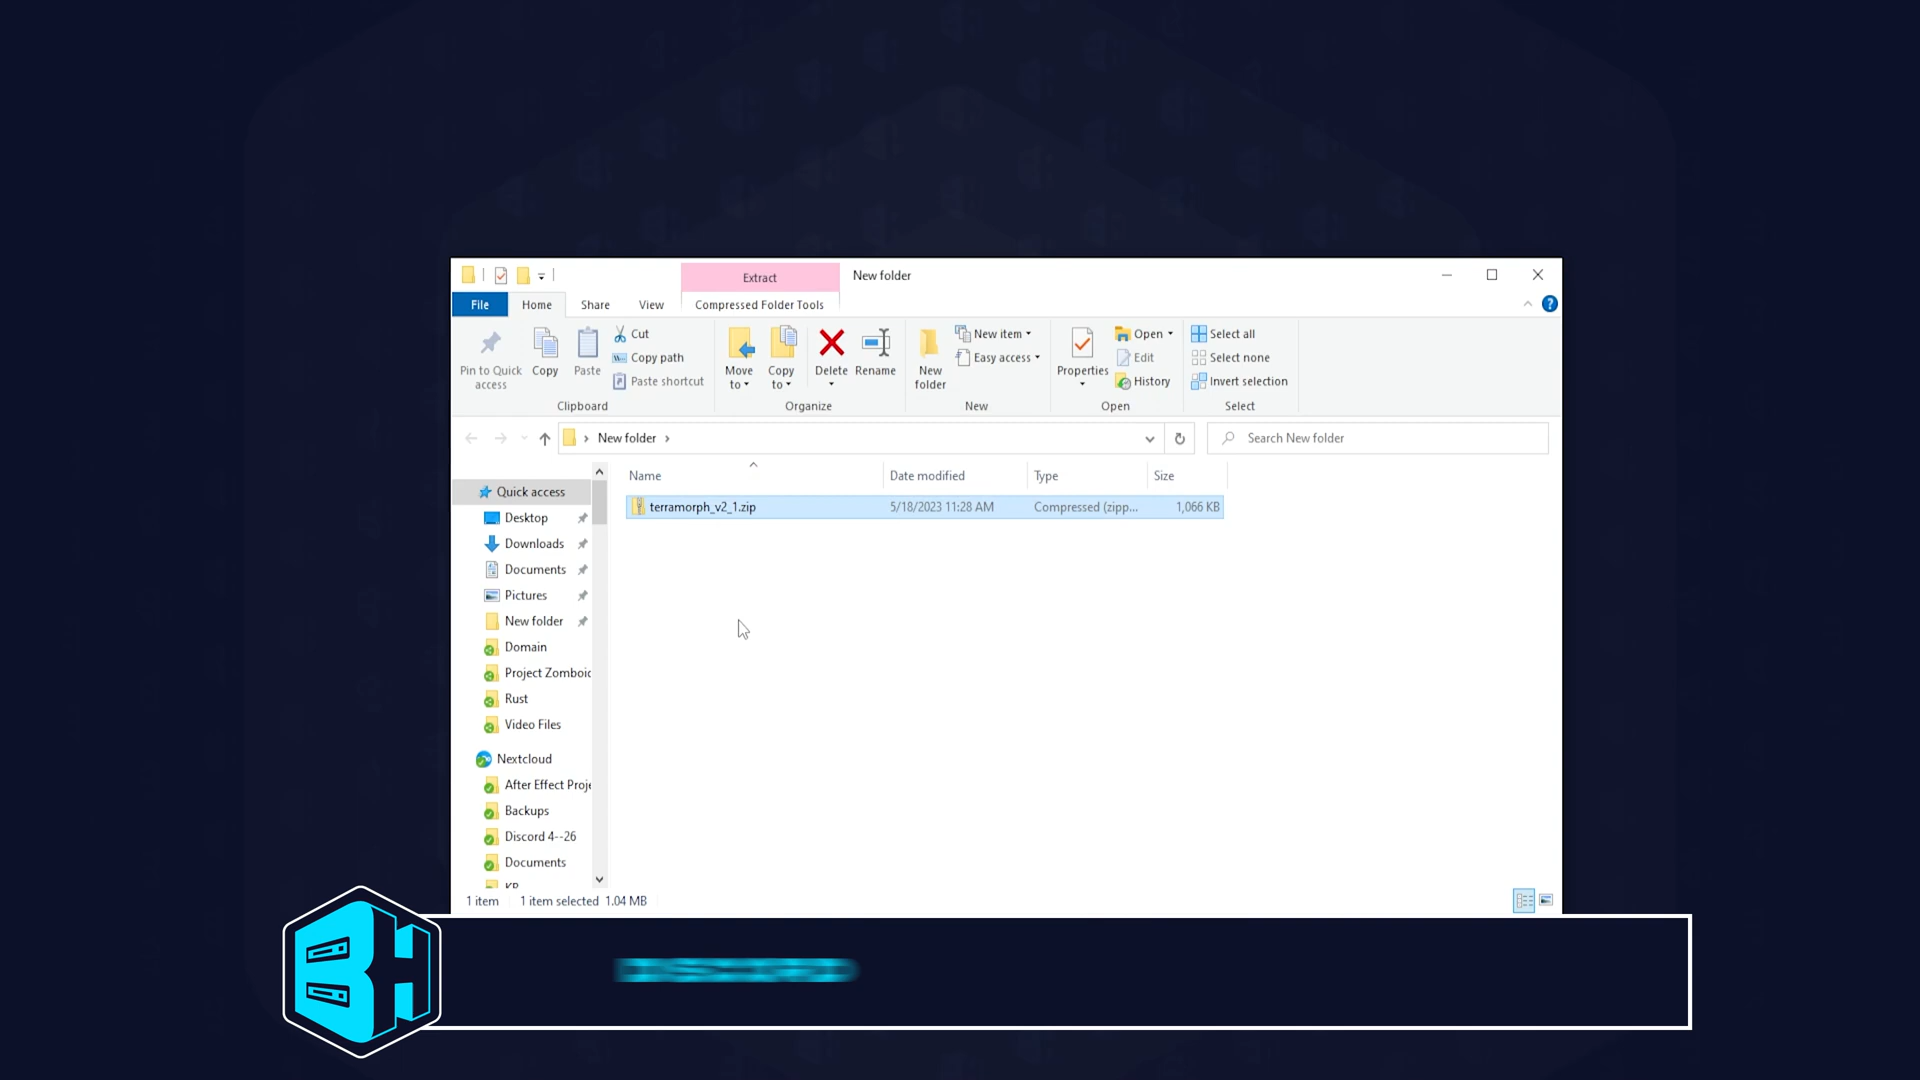 Extract
New folder
File
Home
Share
View
Compressed Folder Tools
Pin to Quick access
Copy
Paste
Cut
Copy path
Paste shortcut
Clipboard
Move to
Copy to
Delete
Rename
Organize
New folder
New item
Easy access
New
Properties
Open
Edit
History
Open
Select all
Select none
Invert selection
Select
New folder
Search New folder
Name
Date modified
Type
Size
terramorph_v2_1.zip
5/18/2023 11:28 AM
Compressed (zipp...
1,066 KB
Quick access
Desktop
Downloads
Documents
Pictures
New folder
Domain
Project Zomboid
Rust
Video Files
Nextcloud
After Effect Proje
Backups
Discord 4--26
Documents
KB
1 item
1 item selected 1.04 MB
BH